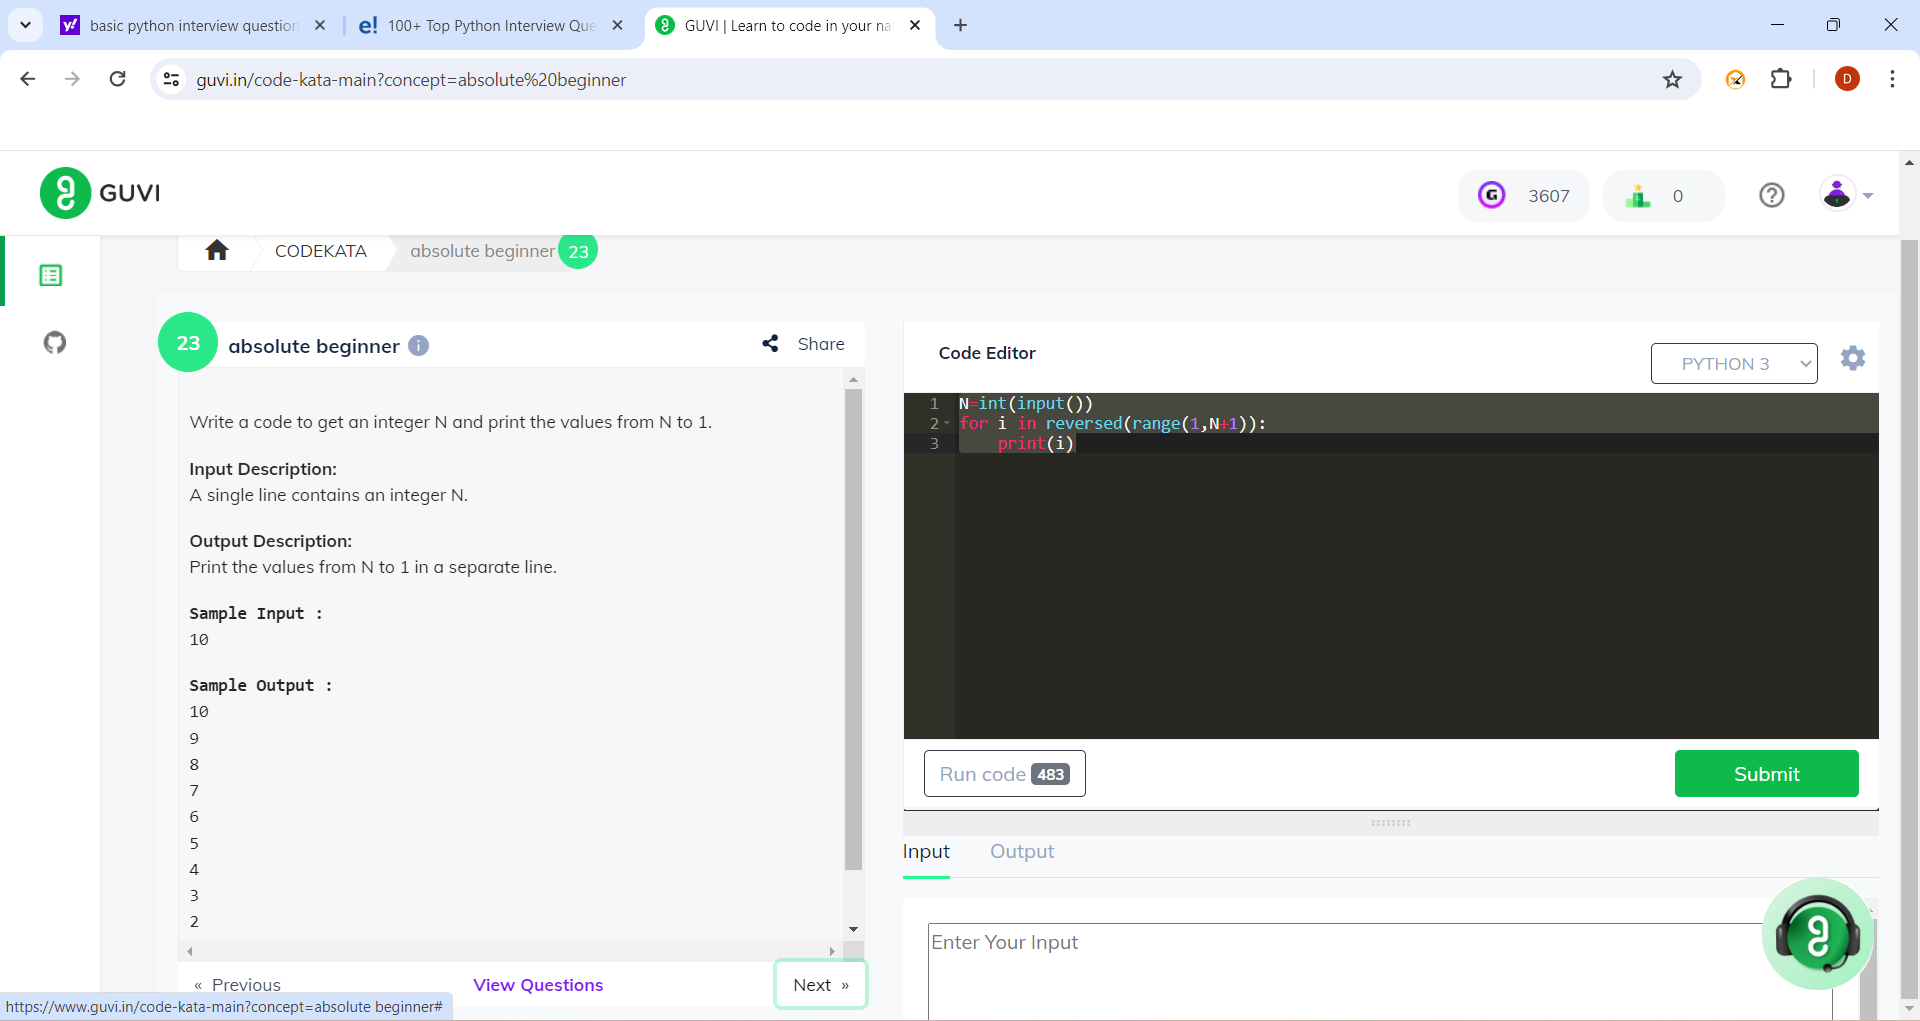 basic python interview question
100+ Top Python Interview Que
GUVI | Learn to code in your na
guvi.in/code-kata-main?concept=absolute%20beginner
D
GUVI
G 3607
0
CODEKATA
absolute beginner 23
23 absolute beginner
Share
Write a code to get an integer N and print the values from N to 1.
Input Description:
A single line contains an integer N.
Output Description:
Print the values from N to 1 in a separate line.
Sample Input :
10
Sample Output :
10
9
8
7
6
5
4
3
2
« Previous
View Questions
Next »
https://www.guvi.in/code-kata-main?concept=absolute beginner#
Code Editor
PYTHON 3
1 N=int(input())
2 for i in reversed(range(1,N+1)):
3 print(i)
Run code 483
Submit
Input
Output
Enter Your Input